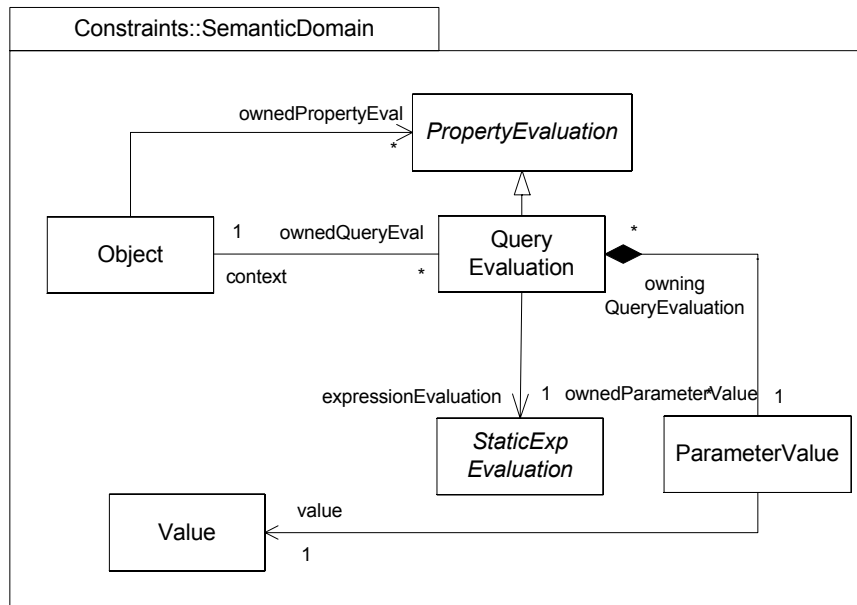 Constraints::SemanticDomain
ownedPropertyEval
*
PropertyEvaluation
Object
1
ownedQueryEval
context
*
Query
Evaluation
*
owning
QueryEvaluation
expressionEvaluation
1
ownedParameterValue
*
1
StaticExp
Evaluation
ParameterValue
Value
value
1